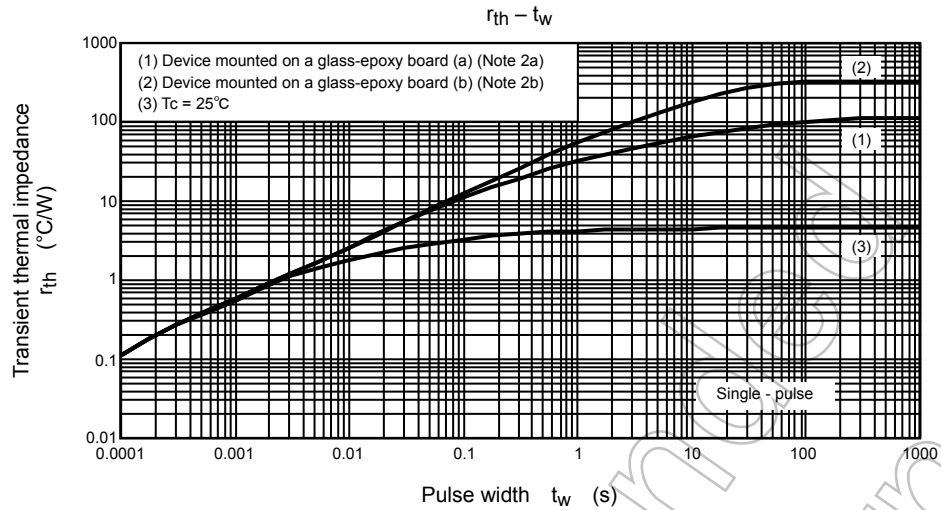 rth – tw
(1) Device mounted on a glass-epoxy board (a) (Note 2a)
(2) Device mounted on a glass-epoxy board (b) (Note 2b)
(3) Tc = 25°C
Transient thermal impedance
rth (°C/W)
1000
100
10
1
0.1
0.01
(2)
(1)
(3)
Single - pulse
0.0001 0.001 0.01 0.1 1 10 100 1000
Pulse width tw (s)